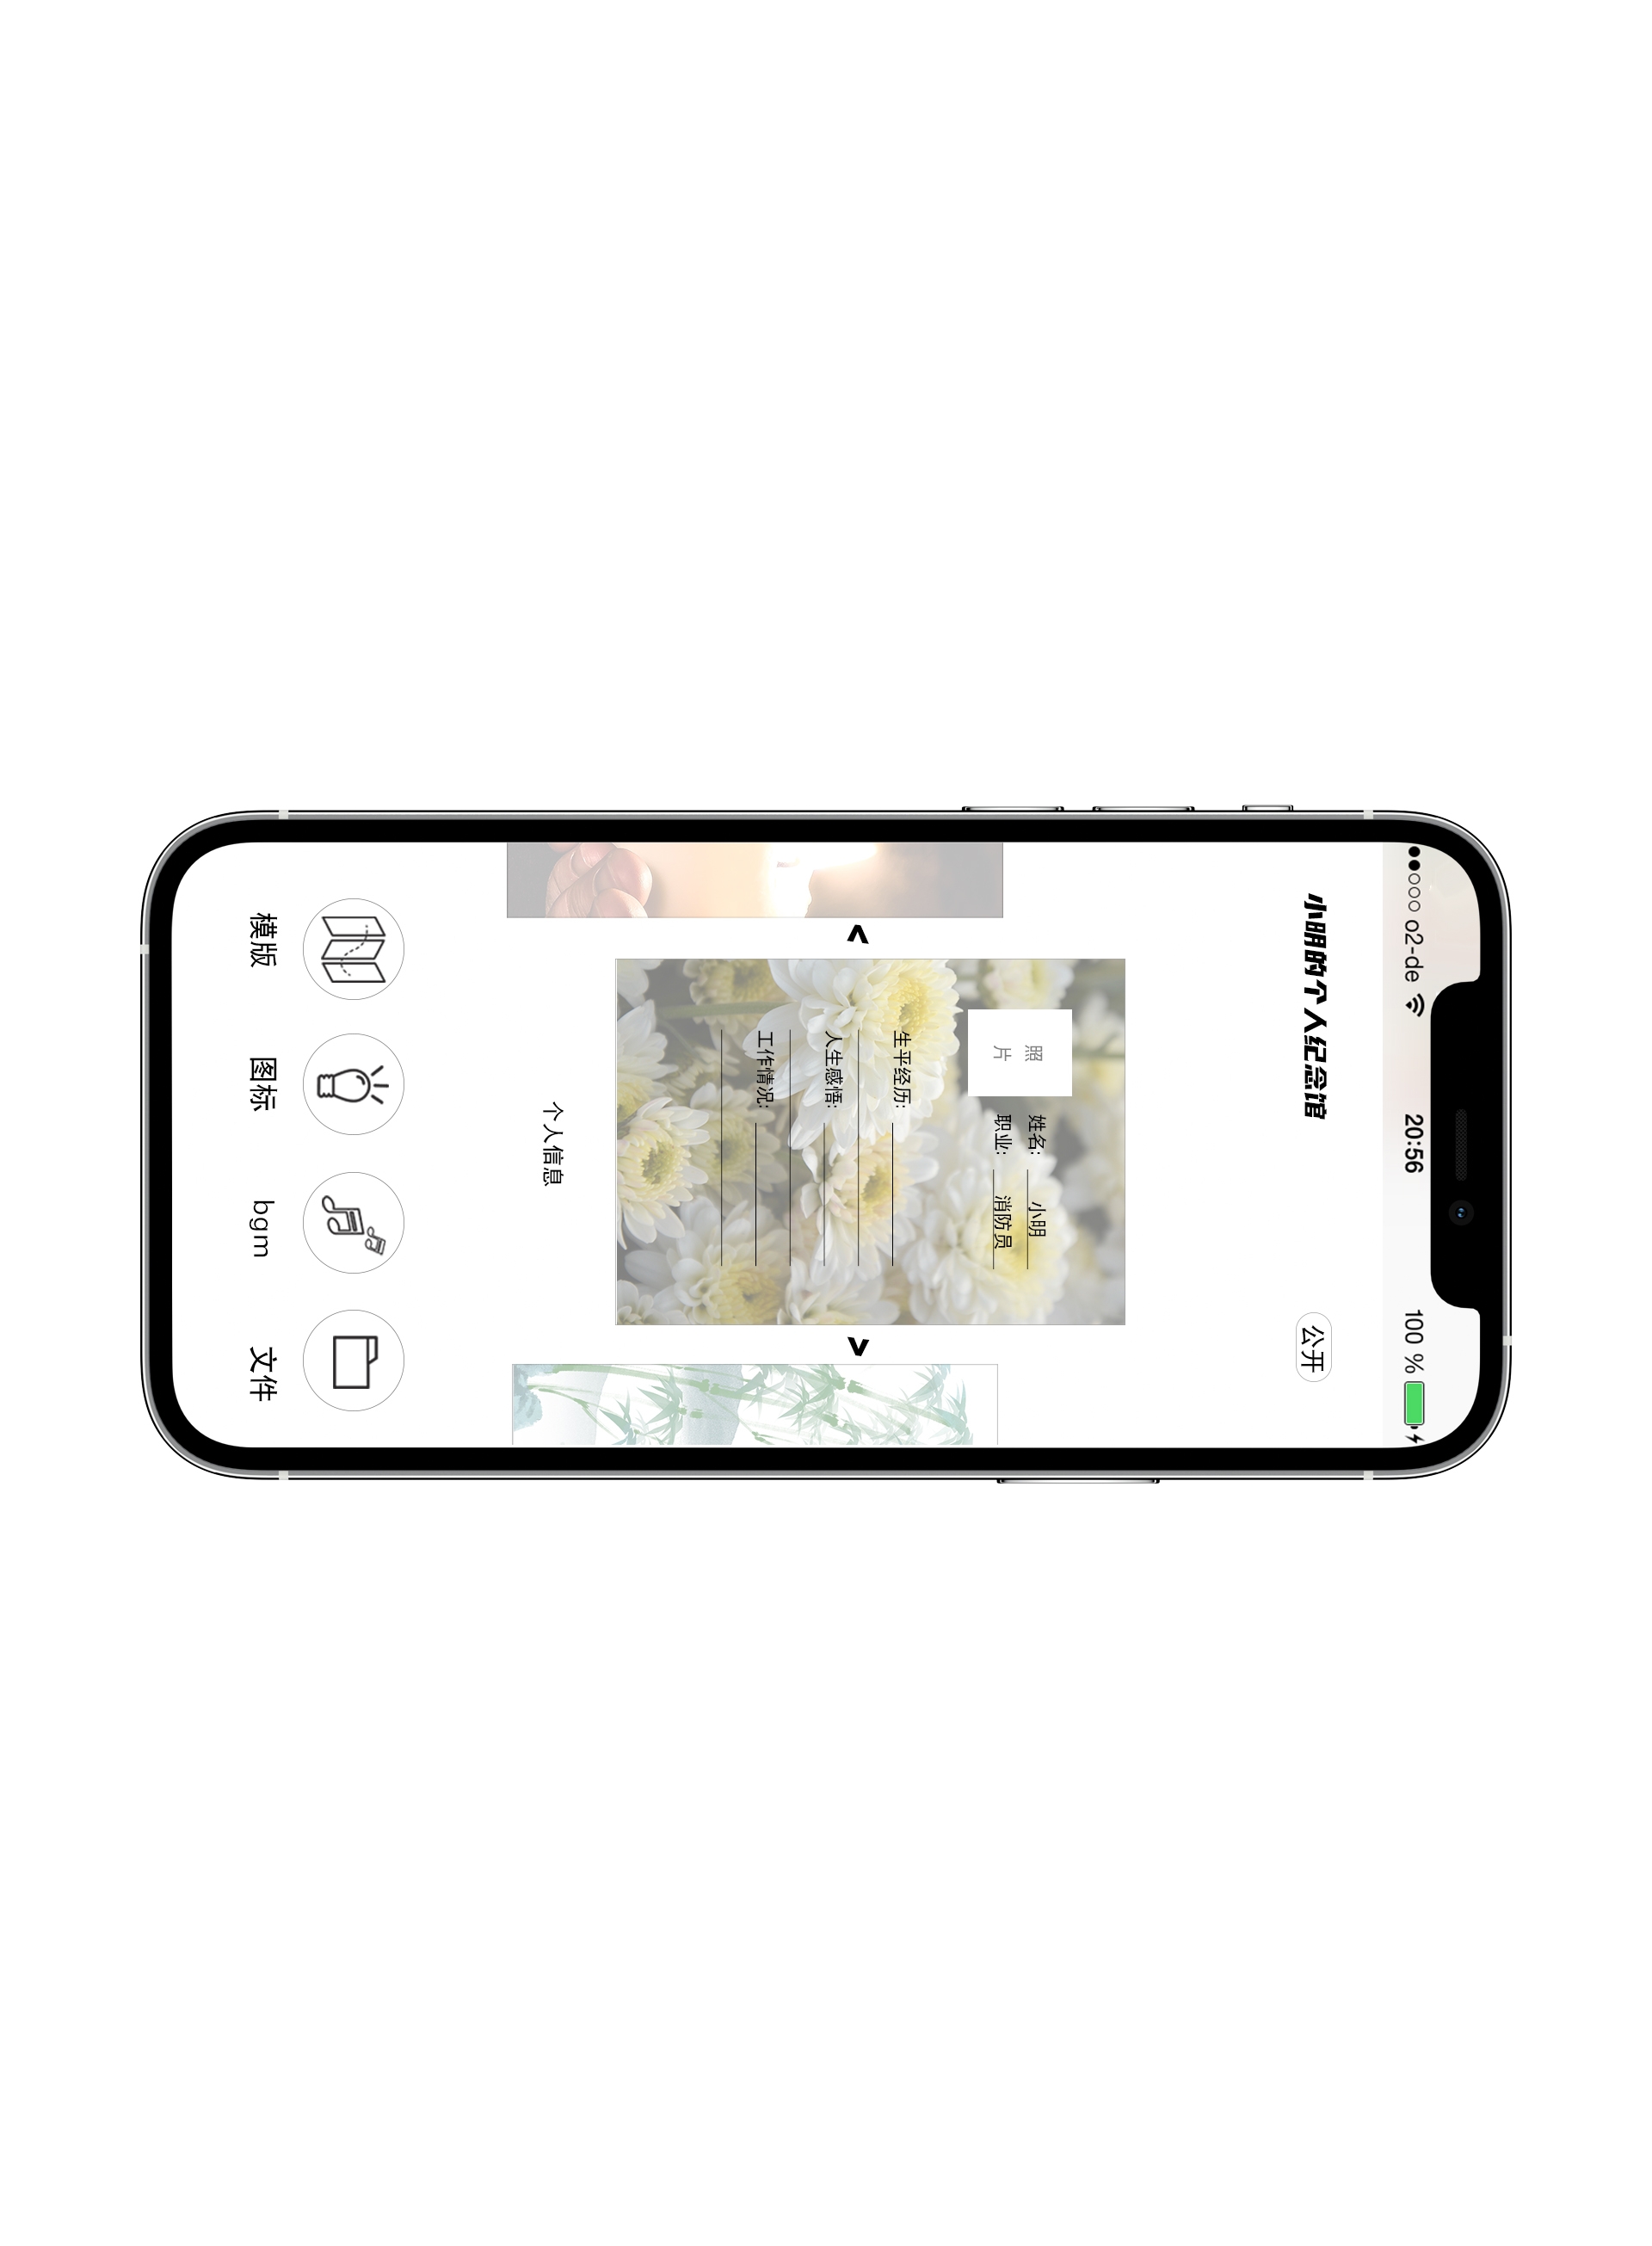 o2-de 20:56 100 %
小明的个人纪念馆 公开
照片
姓名: 小明
职业: 消防员
生平经历:
人生感悟:
工作情况:
< >
个人信息
模版 图标 bgm 文件